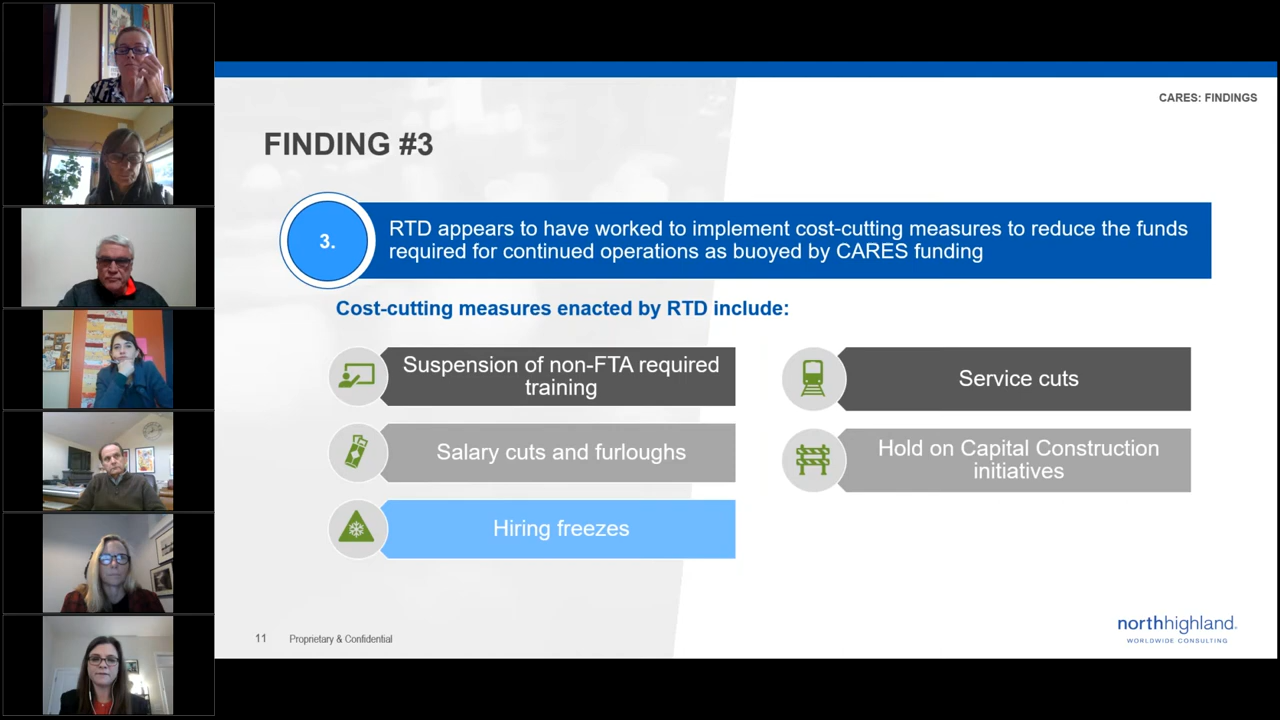 CARES: FINDINGS
FINDING #3
3.
RTD appears to have worked to implement cost-cutting measures to reduce the funds
required for continued operations as buoyed by CARES funding
Cost-cutting measures enacted by RTD include:
Suspension of non-FTA required
training
Service cuts
Salary cuts and furloughs
Hold on Capital Construction
initiatives
Hiring freezes
11
Proprietary & Confidential
northhighland.
WORLDWIDE CONSULTING.